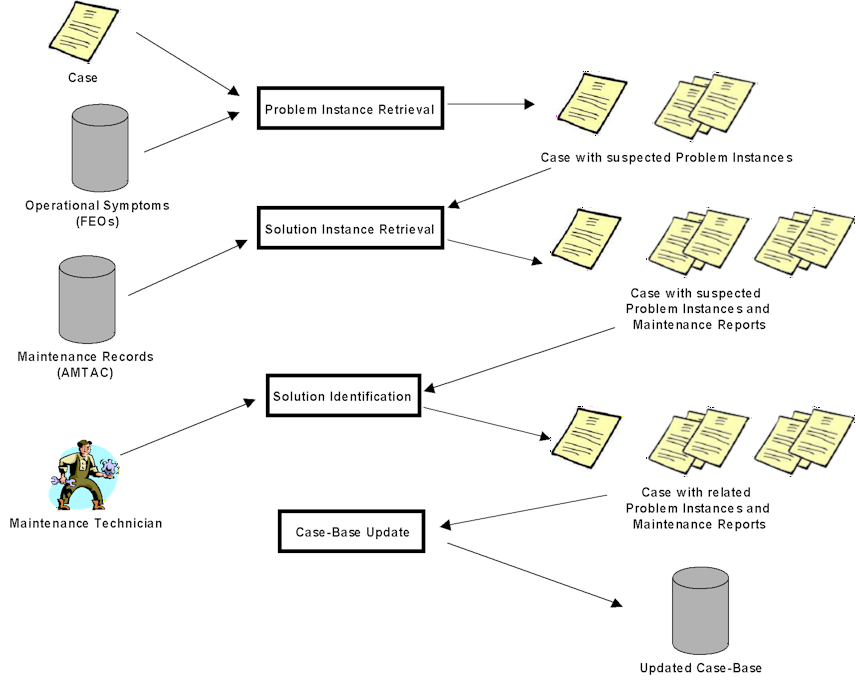 Case
Problem Instance Retrieval
Case with suspected Problem Instances
Operational Symptoms
(FEOs)
Solution Instance Retrieval
Case with suspected
Problem Instances and
Maintenance Reports
Maintenance Records
(AMTAC)
Solution Identification
Maintenance Technician
Case with related
Problem Instances and
Maintenance Reports
Case-Base Update
Updated Case-Base